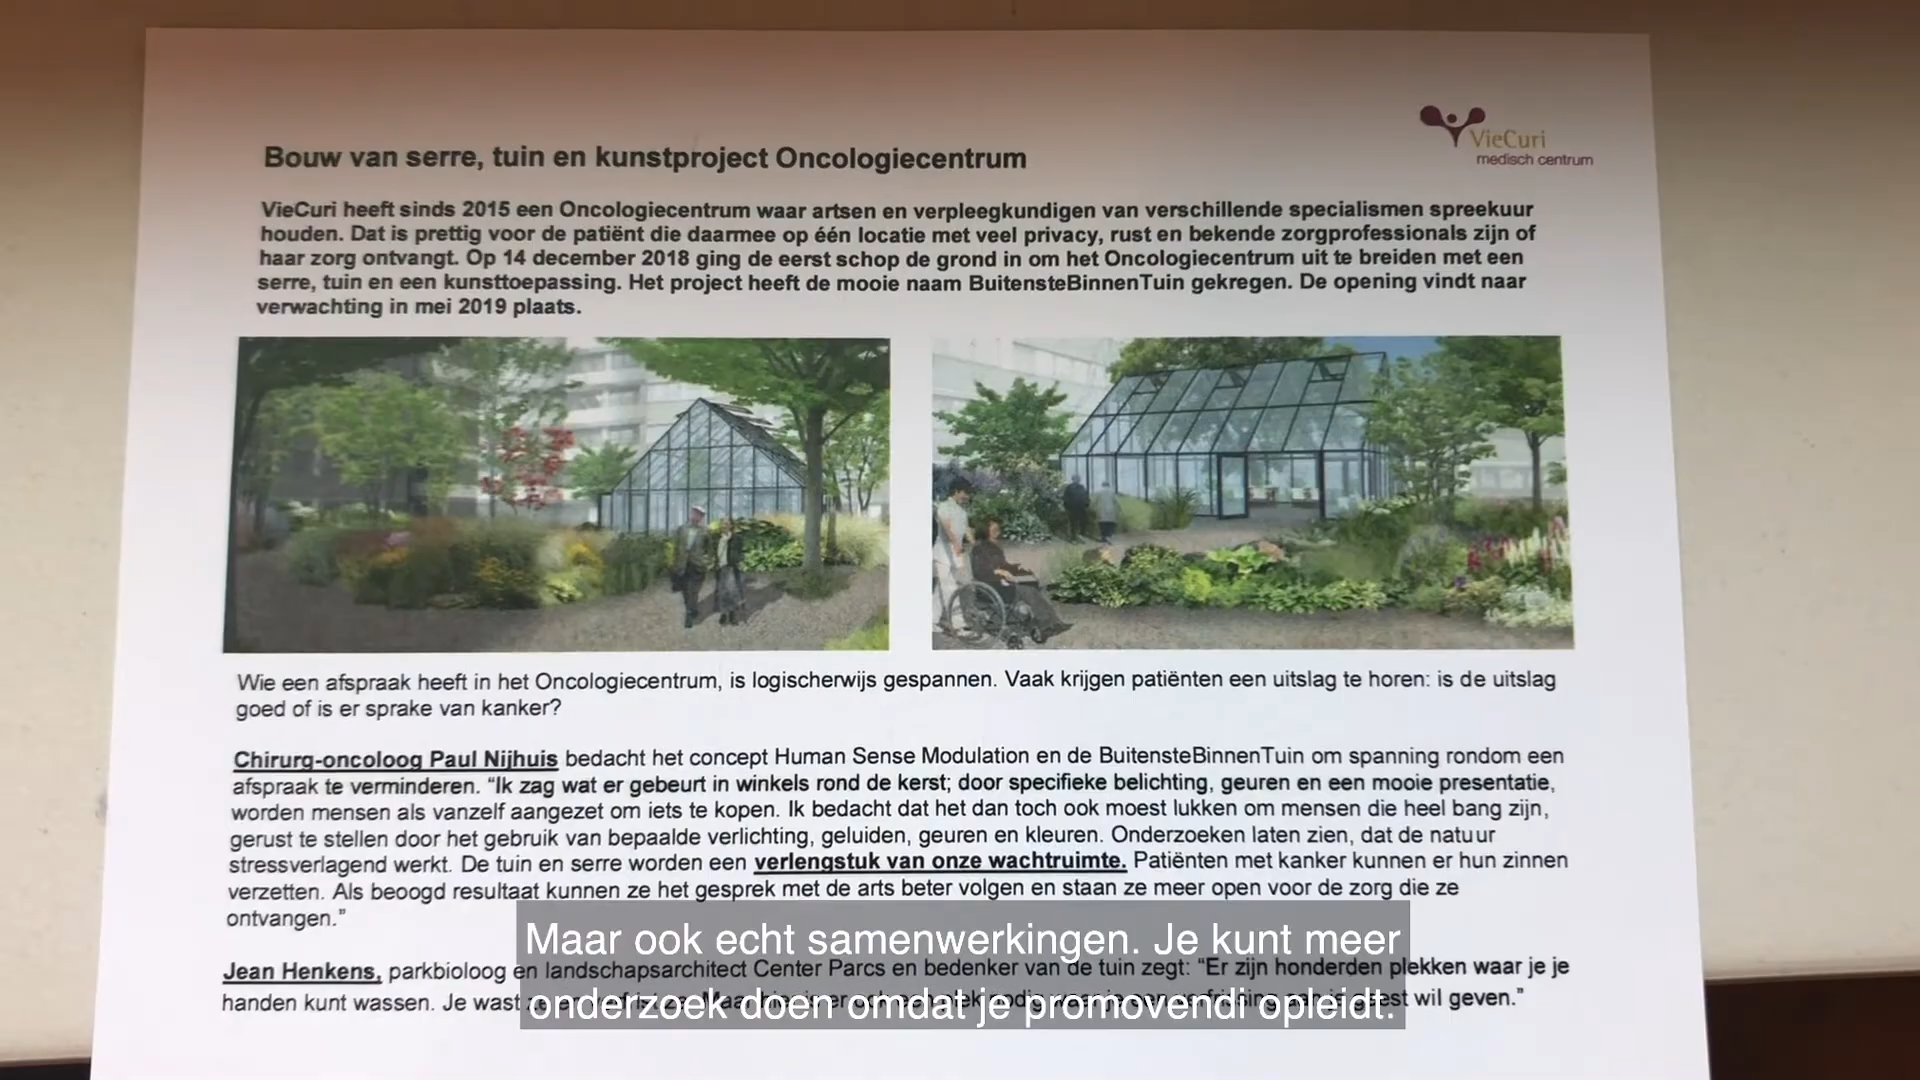 VieCuri
medisch centrum
Bouw van serre, tuin en kunstproject Oncologiecentrum
VieCuri heeft sinds 2015 een Oncologiecentrum waar artsen en verpleegkundigen van verschillende specialismen spreekuur
houden. Dat is prettig voor de patiënt die daarmee op één locatie met veel privacy, rust en bekende zorgprofessionals zijn of
haar zorg ontvangt. Op 14 december 2018 ging de eerst schop de grond in om het Oncologiecentrum uit te breiden met een
serre, tuin en een kunsttoepassing. Het project heeft de mooie naam BuitensteBinnenTuin gekregen. De opening vindt naar
verwachting in mei 2019 plaats.
Wie een afspraak heeft in het Oncologiecentrum, is logischerwijs gespannen. Vaak krijgen patiënten een uitslag te horen: is de uitslag
goed of is er sprake van kanker?
Chirurg-oncoloog Paul Nijhuis bedacht het concept Human Sense Modulation en de BuitensteBinnenTuin om spanning rondom een
afspraak te verminderen. “Ik zag wat er gebeurt in winkels rond de kerst; door specifieke belichting, geuren en een mooie presentatie,
worden mensen als vanzelf aangezet om iets te kopen. Ik bedacht dat het dan toch ook moest lukken om mensen die heel bang zijn,
gerust te stellen door het gebruik van bepaalde verlichting, geluiden, geuren en kleuren. Onderzoeken laten zien, dat de natuur
stressverlagend werkt. De tuin en serre worden een verlengstuk van onze wachtruimte. Patiënten met kanker kunnen er hun zinnen
verzetten. Als beoogd resultaat kunnen ze het gesprek met de arts beter volgen en staan ze meer open voor de zorg die ze
ontvangen.”
Jean Henkens, parkbioloog en landschapsarchitect Center Parcs en bedenker van de tuin zegt: “Er zijn honderden plekken waar je je
handen kunt wassen. Je wast wil geven.”
Maar ook echt samenwerkingen. Je kunt meer
onderzoek doen omdat je promovendi opleidt.